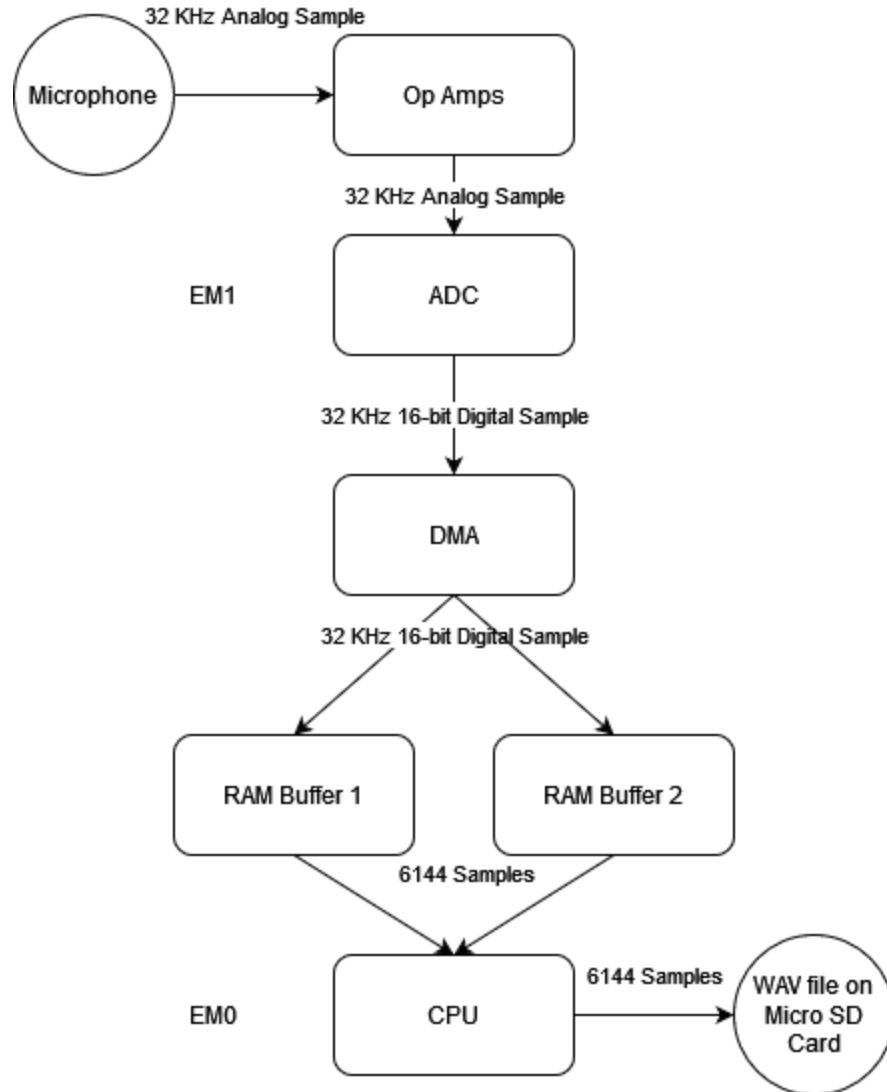 32 KHz Analog Sample
Microphone
Op Amps
32 KHz Analog Sample
EM1
ADC
32 KHz 16-bit Digital Sample
DMA
32 KHz 16-bit Digital Sample
RAM Buffer 1
RAM Buffer 2
6144 Samples
EM0
CPU
6144 Samples
WAV file on
Micro SD
Card